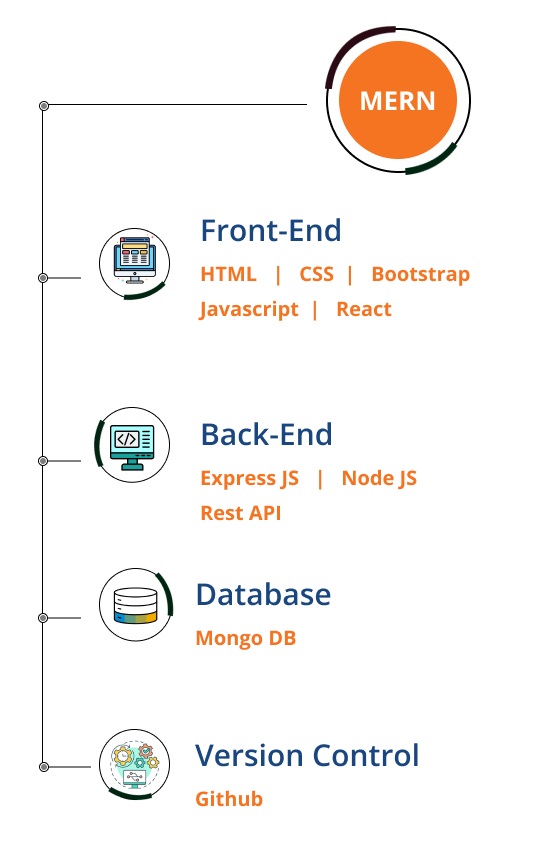 MERN
Front-End
HTML | CSS | Bootstrap
Javascript | React
Back-End
</>
Express JS | Node JS
Rest API
Database
Mongo DB
Version Control
Github